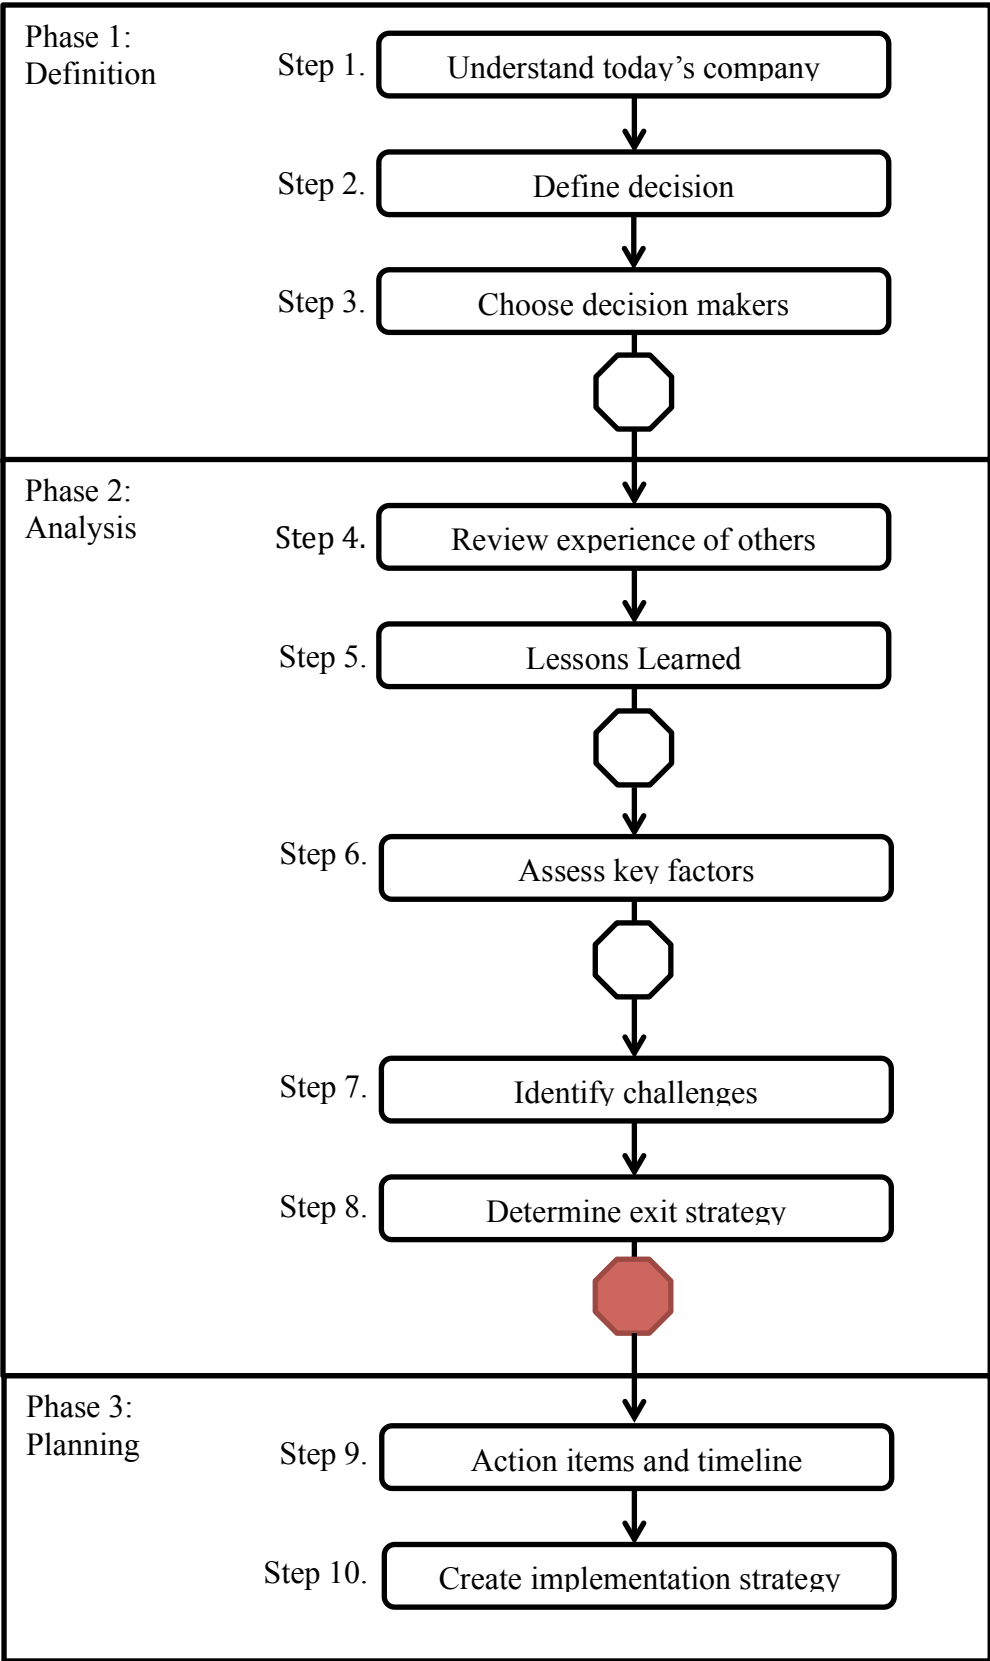 Phase 1:
Definition
Step 1.
Understand today’s company
Step 2.
Define decision
Step 3.
Choose decision makers
Phase 2:
Analysis
Step 4.
Review experience of others
Step 5.
Lessons Learned
Step 6.
Assess key factors
Step 7.
Identify challenges
Step 8.
Determine exit strategy
Phase 3:
Planning
Step 9.
Action items and timeline
Step 10.
Create implementation strategy